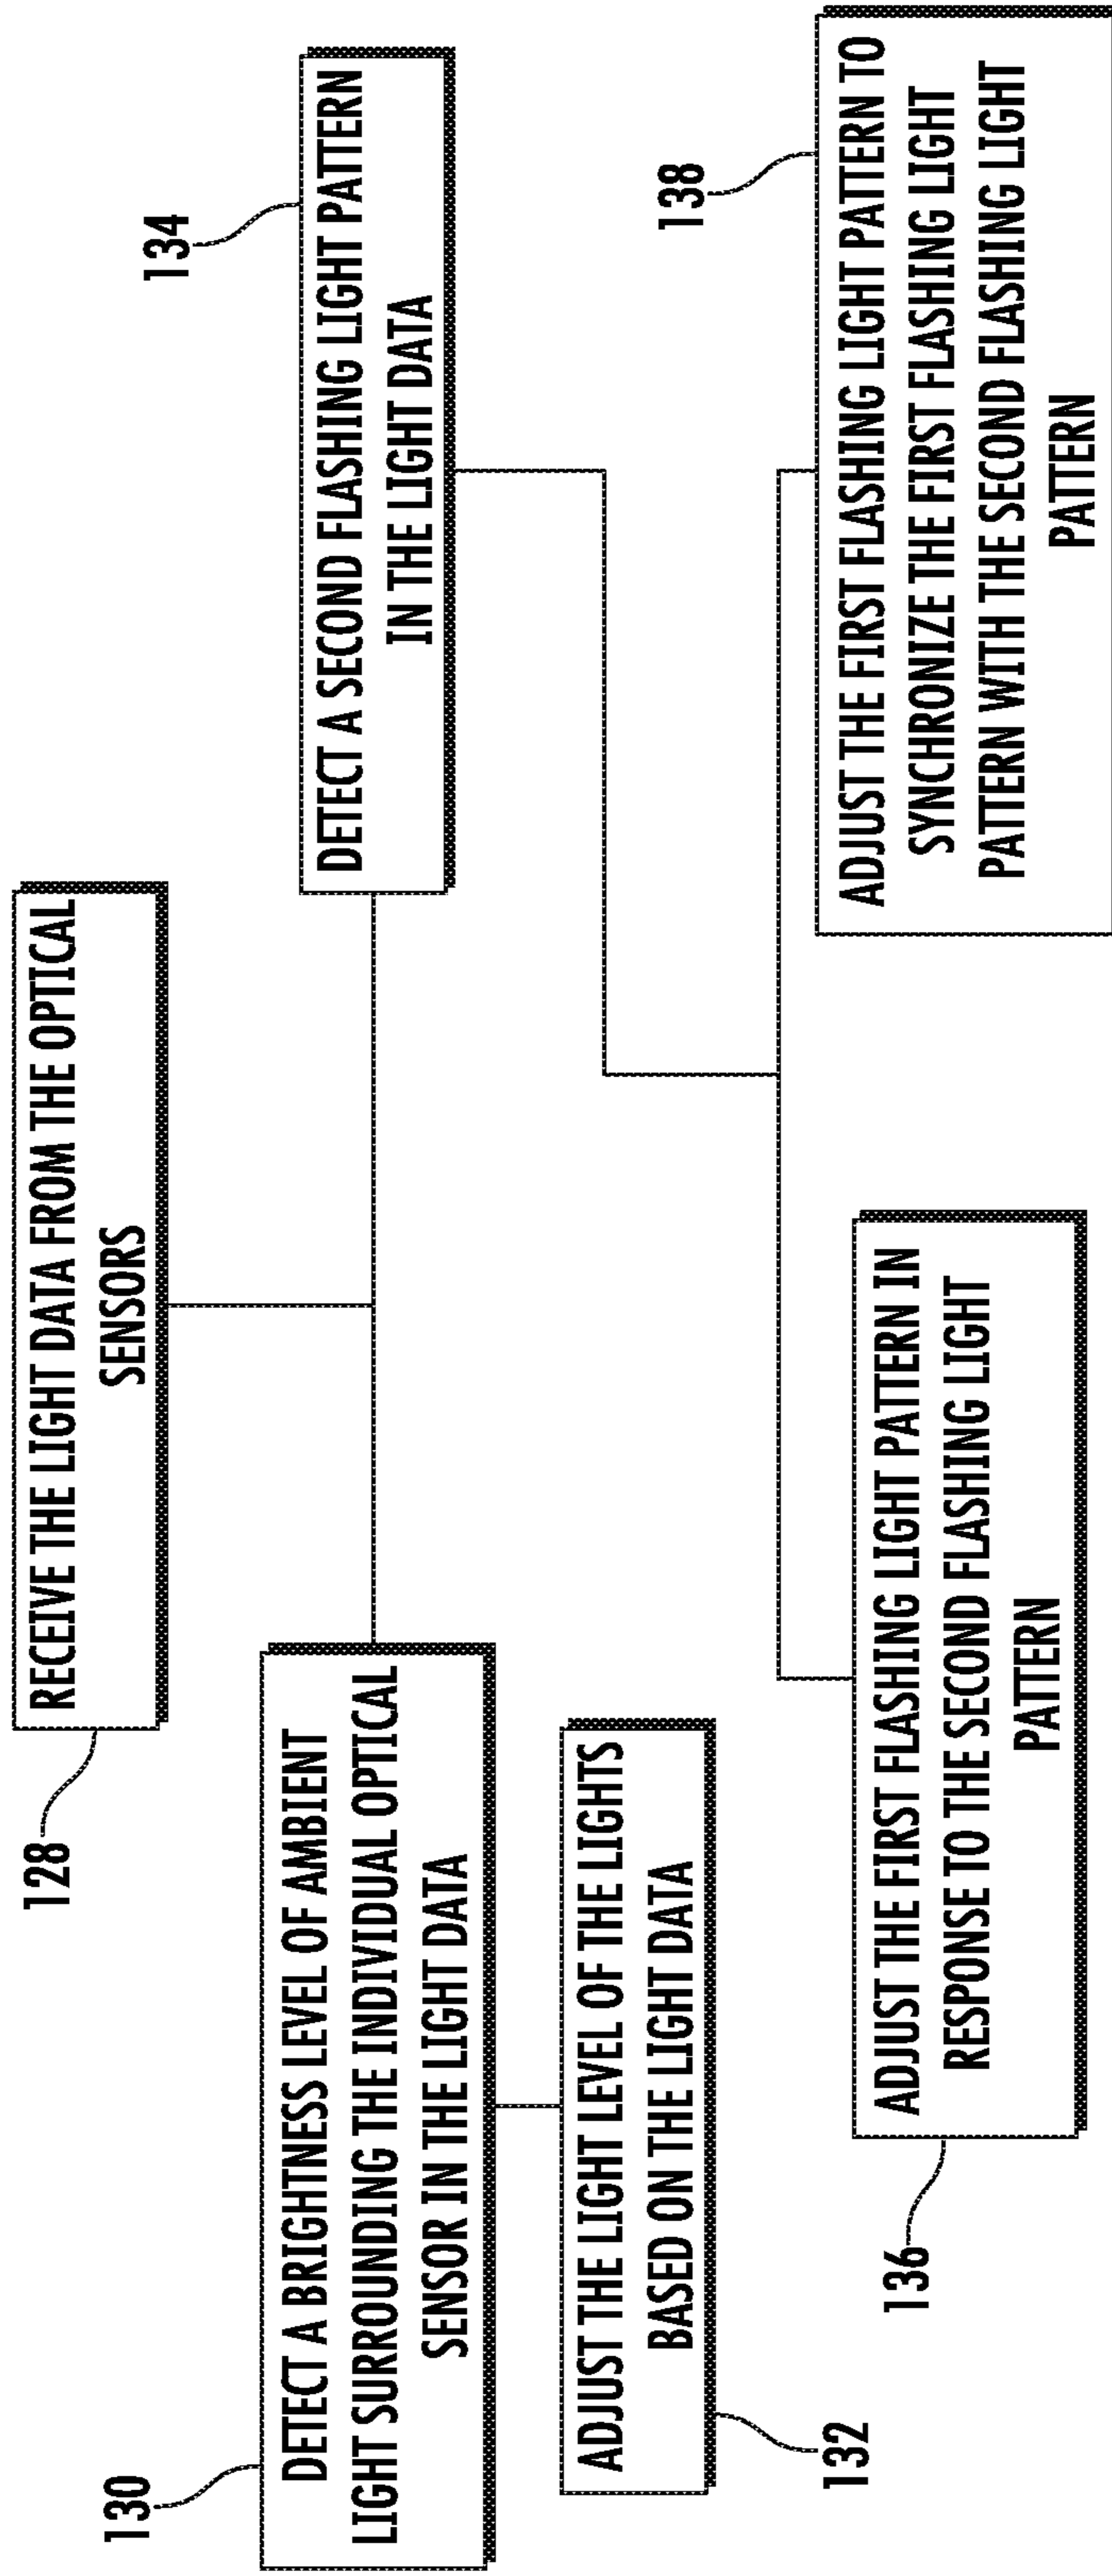 128
RECEIVE THE LIGHT DATA FROM THE OPTICAL
SENSORS
130
DETECT A BRIGHTNESS LEVEL OF AMBIENT
LIGHT SURROUNDING THE INDIVIDUAL OPTICAL
SENSOR IN THE LIGHT DATA
134
DETECT A SECOND FLASHING LIGHT PATTERN
IN THE LIGHT DATA
132
ADJUST THE LIGHT LEVEL OF THE LIGHTS
BASED ON THE LIGHT DATA
136
ADJUST THE FIRST FLASHING LIGHT PATTERN IN
RESPONSE TO THE SECOND FLASHING LIGHT
PATTERN
138
ADJUST THE FIRST FLASHING LIGHT PATTERN TO
SYNCHRONIZE THE FIRST FLASHING LIGHT
PATTERN WITH THE SECOND FLASHING LIGHT
PATTERN